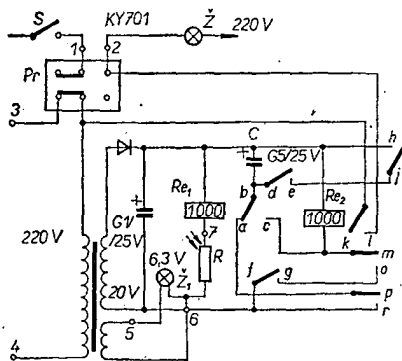 S
KY701
Ž
220 V
1
2
Pr
3
C
G5/25 V
h
j
Re₁
1000
b
d
e
Re₂
1000
G1/
/25V
a
c
7
k
l
m
220 V
6,3 V
Ž₁
R
f
g
o
p
20 V
5
6
r
4